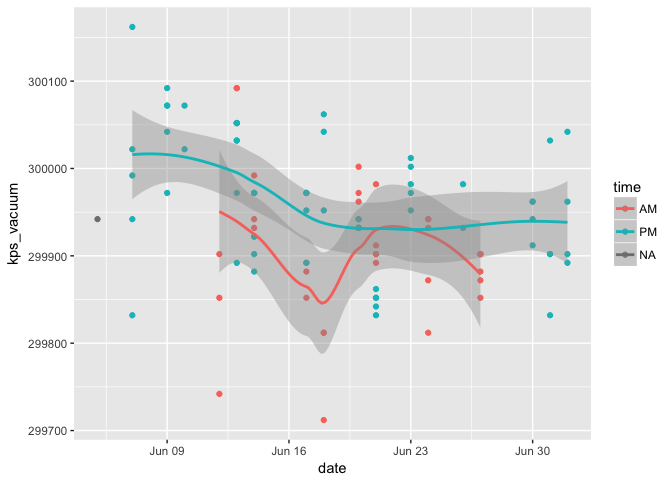 300100
300000
299900
299800
299700
kps_vacuum
Jun 09
Jun 16
Jun 23
Jun 30
date
time
AM
PM
NA